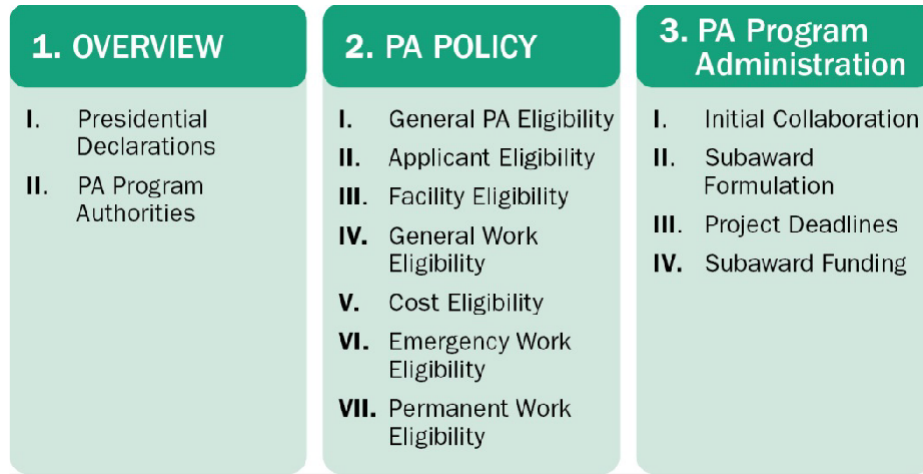 1. OVERVIEW
I. Presidential
Declarations
II. PA Program
Authorities
2. PA POLICY
I. General PA Eligibility
II. Applicant Eligibility
III. Facility Eligibility
IV. General Work
Eligibility
V. Cost Eligibility
VI. Emergency Work
Eligibility
VII. Permanent Work
Eligibility
3. PA Program
Administration
I. Initial Collaboration
II. Subaward
Formulation
III. Project Deadlines
IV. Subaward Funding